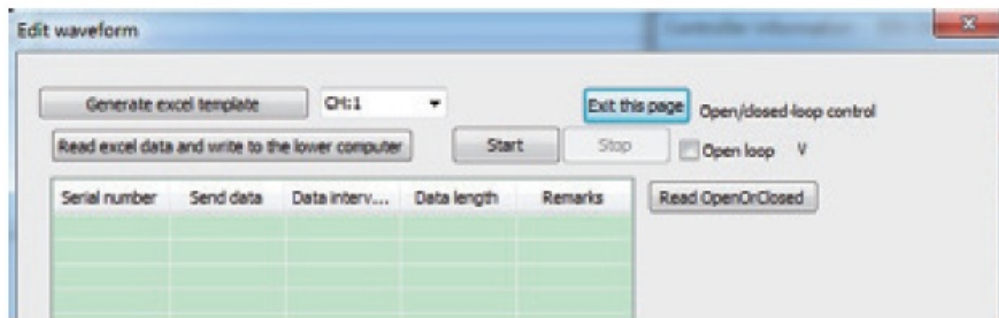 Edit waveform
Generate excel template CH:1 Exit this page Open/closed-loop control
Read excel data and write to the lower computer Start Stop Open loop V
Serial number Send data Data interv... Data length Remarks Read OpenOrClosed